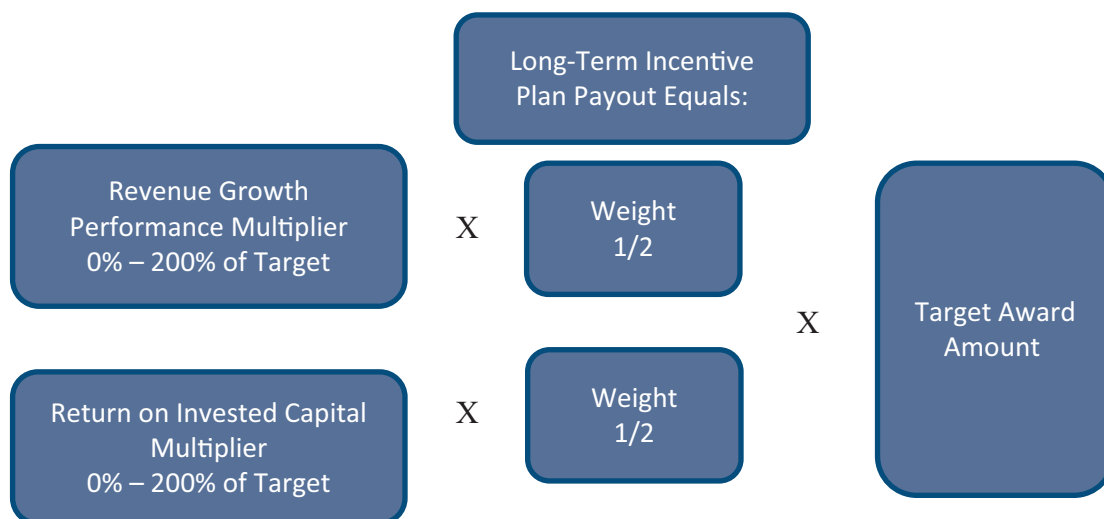 Long-Term Incentive
Plan Payout Equals:
Revenue Growth
Performance Multiplier
0% – 200% of Target
X
Weight
1/2
X
Target Award
Amount
Return on Invested Capital
Multiplier
0% – 200% of Target
X
Weight
1/2